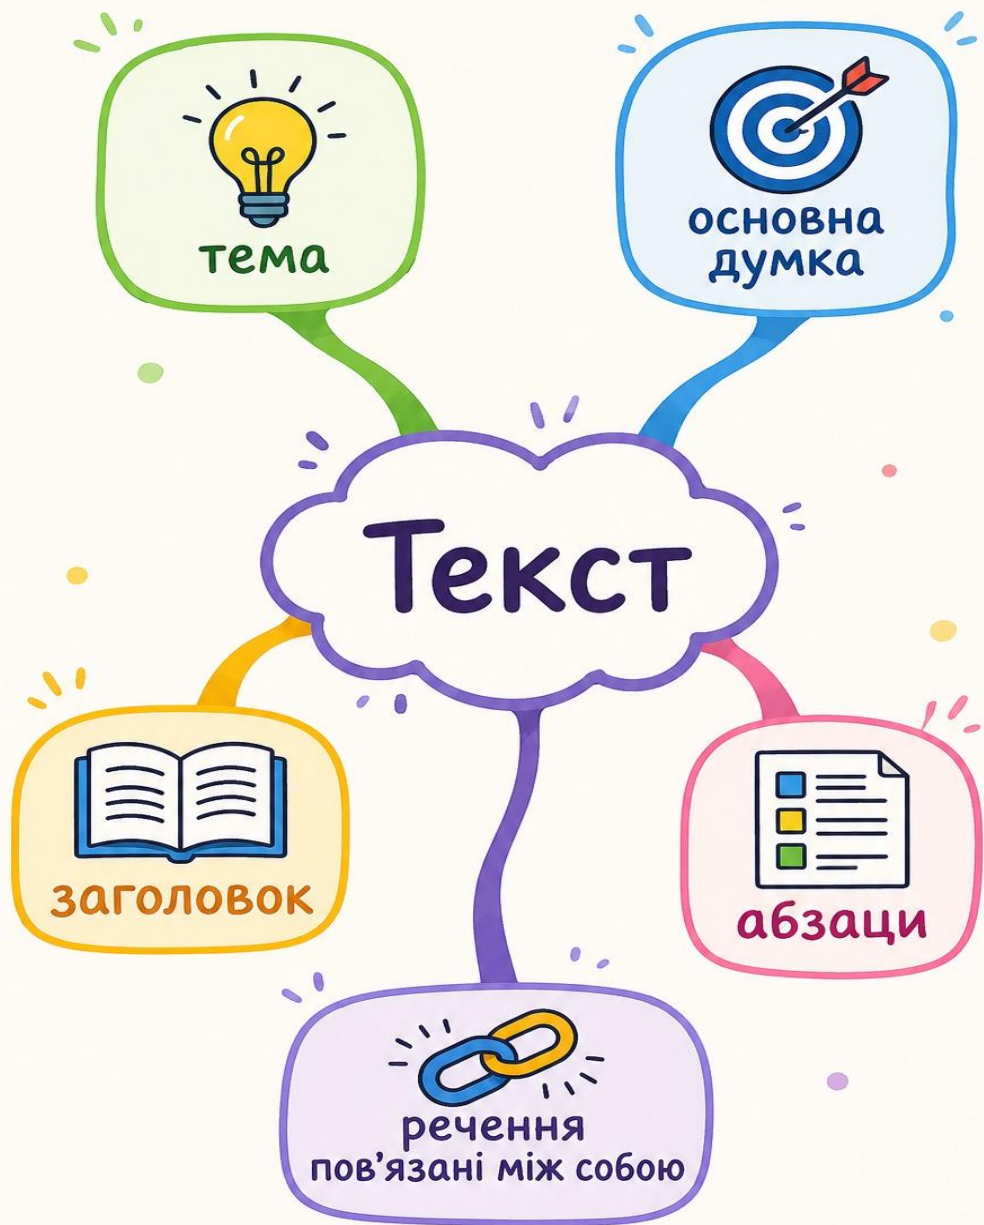 тема
основна
думка
Текст
заголовок
абзаци
речення
пов’язані між собою